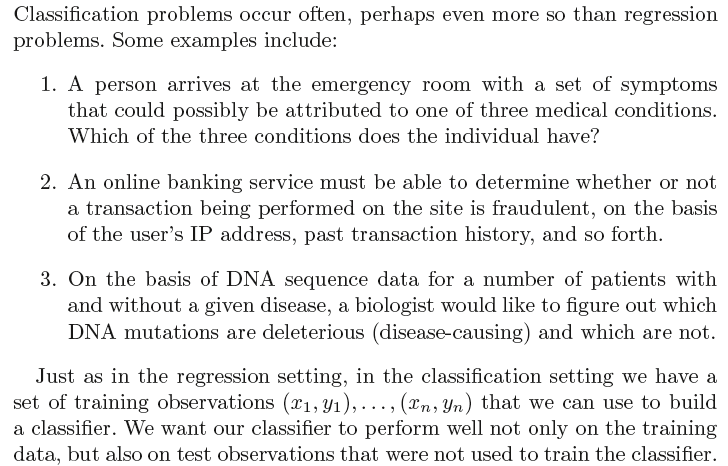 Classification problems occur often, perhaps even more so than regression
problems. Some examples include:
1. A person arrives at the emergency room with a set of symptoms
that could possibly be attributed to one of three medical conditions.
Which of the three conditions does the individual have?
2. An online banking service must be able to determine whether or not
a transaction being performed on the site is fraudulent, on the basis
of the user's IP address, past transaction history, and so forth.
3. On the basis of DNA sequence data for a number of patients with
and without a given disease, a biologist would like to figure out which
DNA mutations are deleterious (disease-causing) and which are not.
Just as in the regression setting, in the classification setting we have a
set of training observations (x₁, y₁), . . . , (xₙ, yₙ) that we can use to build
a classifier. We want our classifier to perform well not only on the training
data, but also on test observations that were not used to train the classifier.